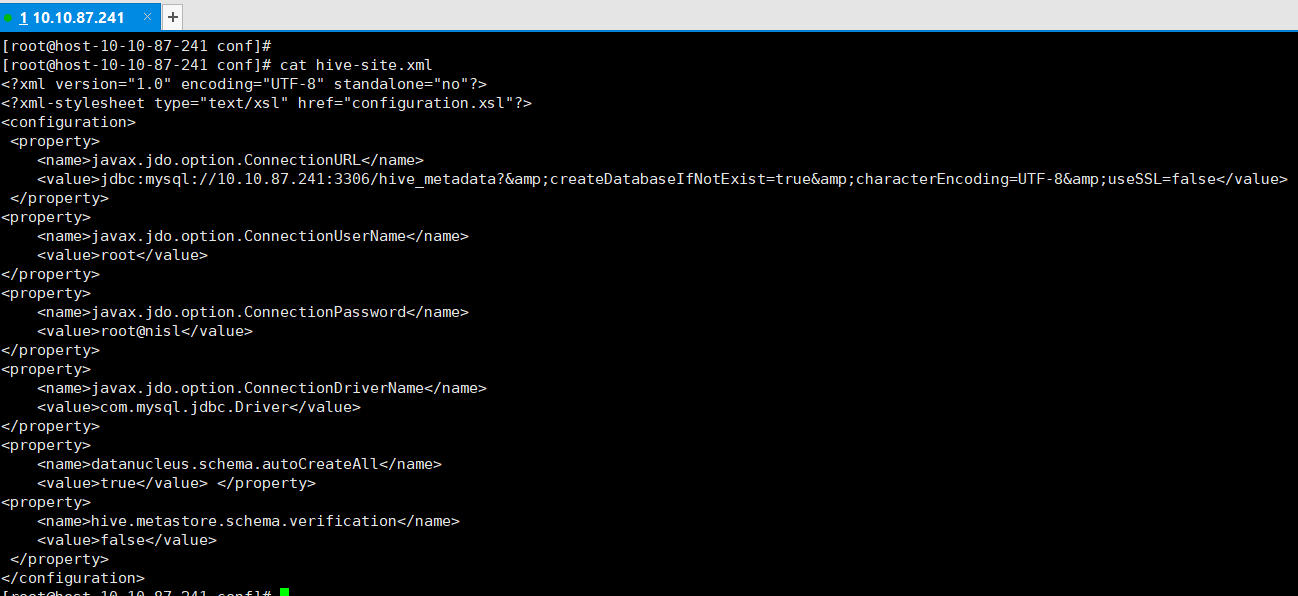 1 10.10.87.241 × +
[root@host-10-10-87-241 conf]#
[root@host-10-10-87-241 conf]# cat hive-site.xml
<?xml version="1.0" encoding="UTF-8" standalone="no"?>
<?xml-stylesheet type="text/xsl" href="configuration.xsl"?>
<configuration>
 <property>
    <name>javax.jdo.option.ConnectionURL</name>
    <value>jdbc:mysql://10.10.87.241:3306/hive_metadata?&amp;createDatabaseIfNotExist=true&amp;characterEncoding=UTF-8&amp;useSSL=false</value>
 </property>
<property>
    <name>javax.jdo.option.ConnectionUserName</name>
    <value>root</value>
</property>
<property>
    <name>javax.jdo.option.ConnectionPassword</name>
    <value>root@nisl</value>
</property>
<property>
    <name>javax.jdo.option.ConnectionDriverName</name>
    <value>com.mysql.jdbc.Driver</value>
</property>
<property>
    <name>datanucleus.schema.autoCreateAll</name>
    <value>true</value> </property>
<property>
    <name>hive.metastore.schema.verification</name>
    <value>false</value>
 </property>
</configuration>
[root@host-10-10-87-241 conf]#